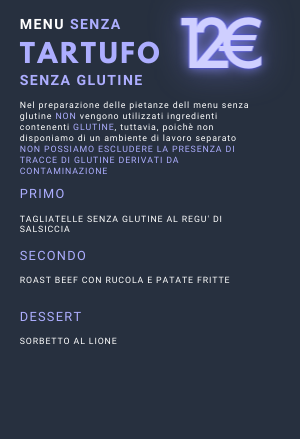 MENU SENZA
12€
TARTUFO
SENZA GLUTINE
Nel preparazione delle pietanze dell menu senza
glutine NON vengono utilizzati ingredienti
contenenti GLUTINE, tuttavia, poichè non
disponiamo di un ambiente di lavoro separato
NON POSSIAMO ESCLUDERE LA PRESENZA DI
TRACCE DI GLUTINE DERIVATI DA
CONTAMINAZIONE
PRIMO
TAGLIATELLE SENZA GLUTINE AL REGU' DI
SALSICCIA
SECONDO
ROAST BEEF CON RUCOLA E PATATE FRITTE
DESSERT
SORBETTO AL LIONE